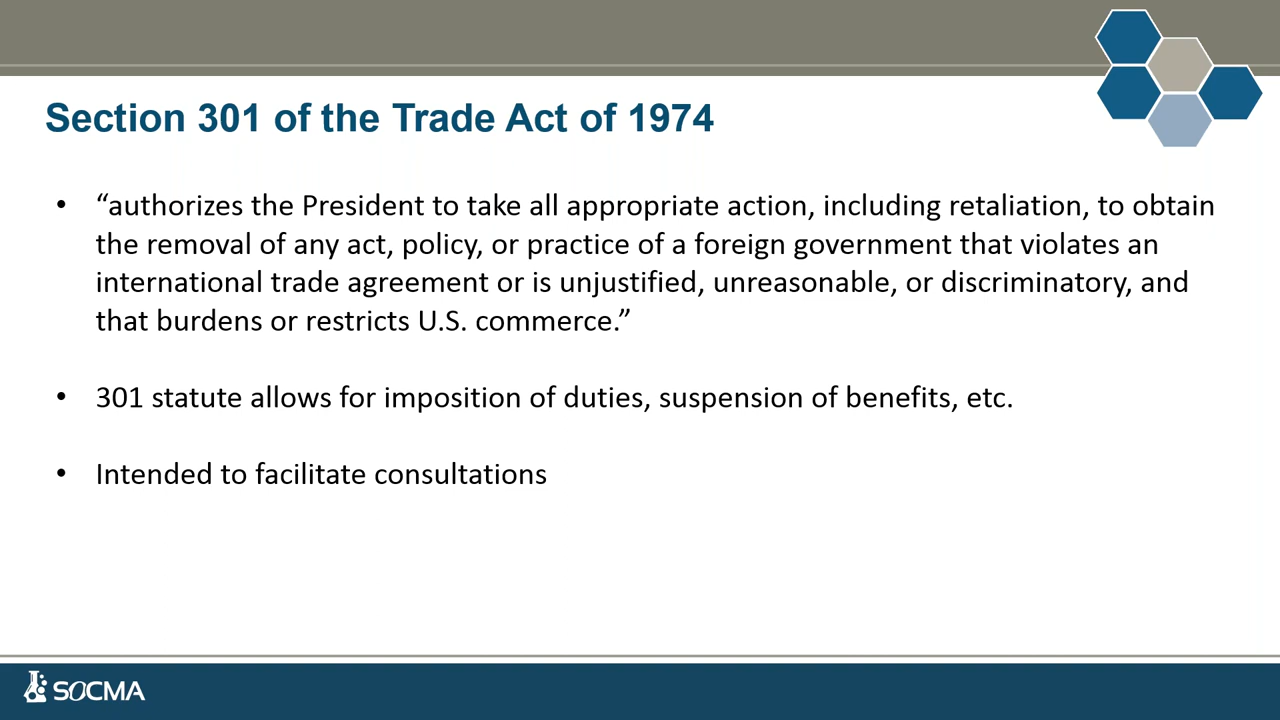 Section 301 of the Trade Act of 1974
• “authorizes the President to take all appropriate action, including retaliation, to obtain
the removal of any act, policy, or practice of a foreign government that violates an
international trade agreement or is unjustified, unreasonable, or discriminatory, and
that burdens or restricts U.S. commerce.”
• 301 statute allows for imposition of duties, suspension of benefits, etc.
• Intended to facilitate consultations
SOCMA